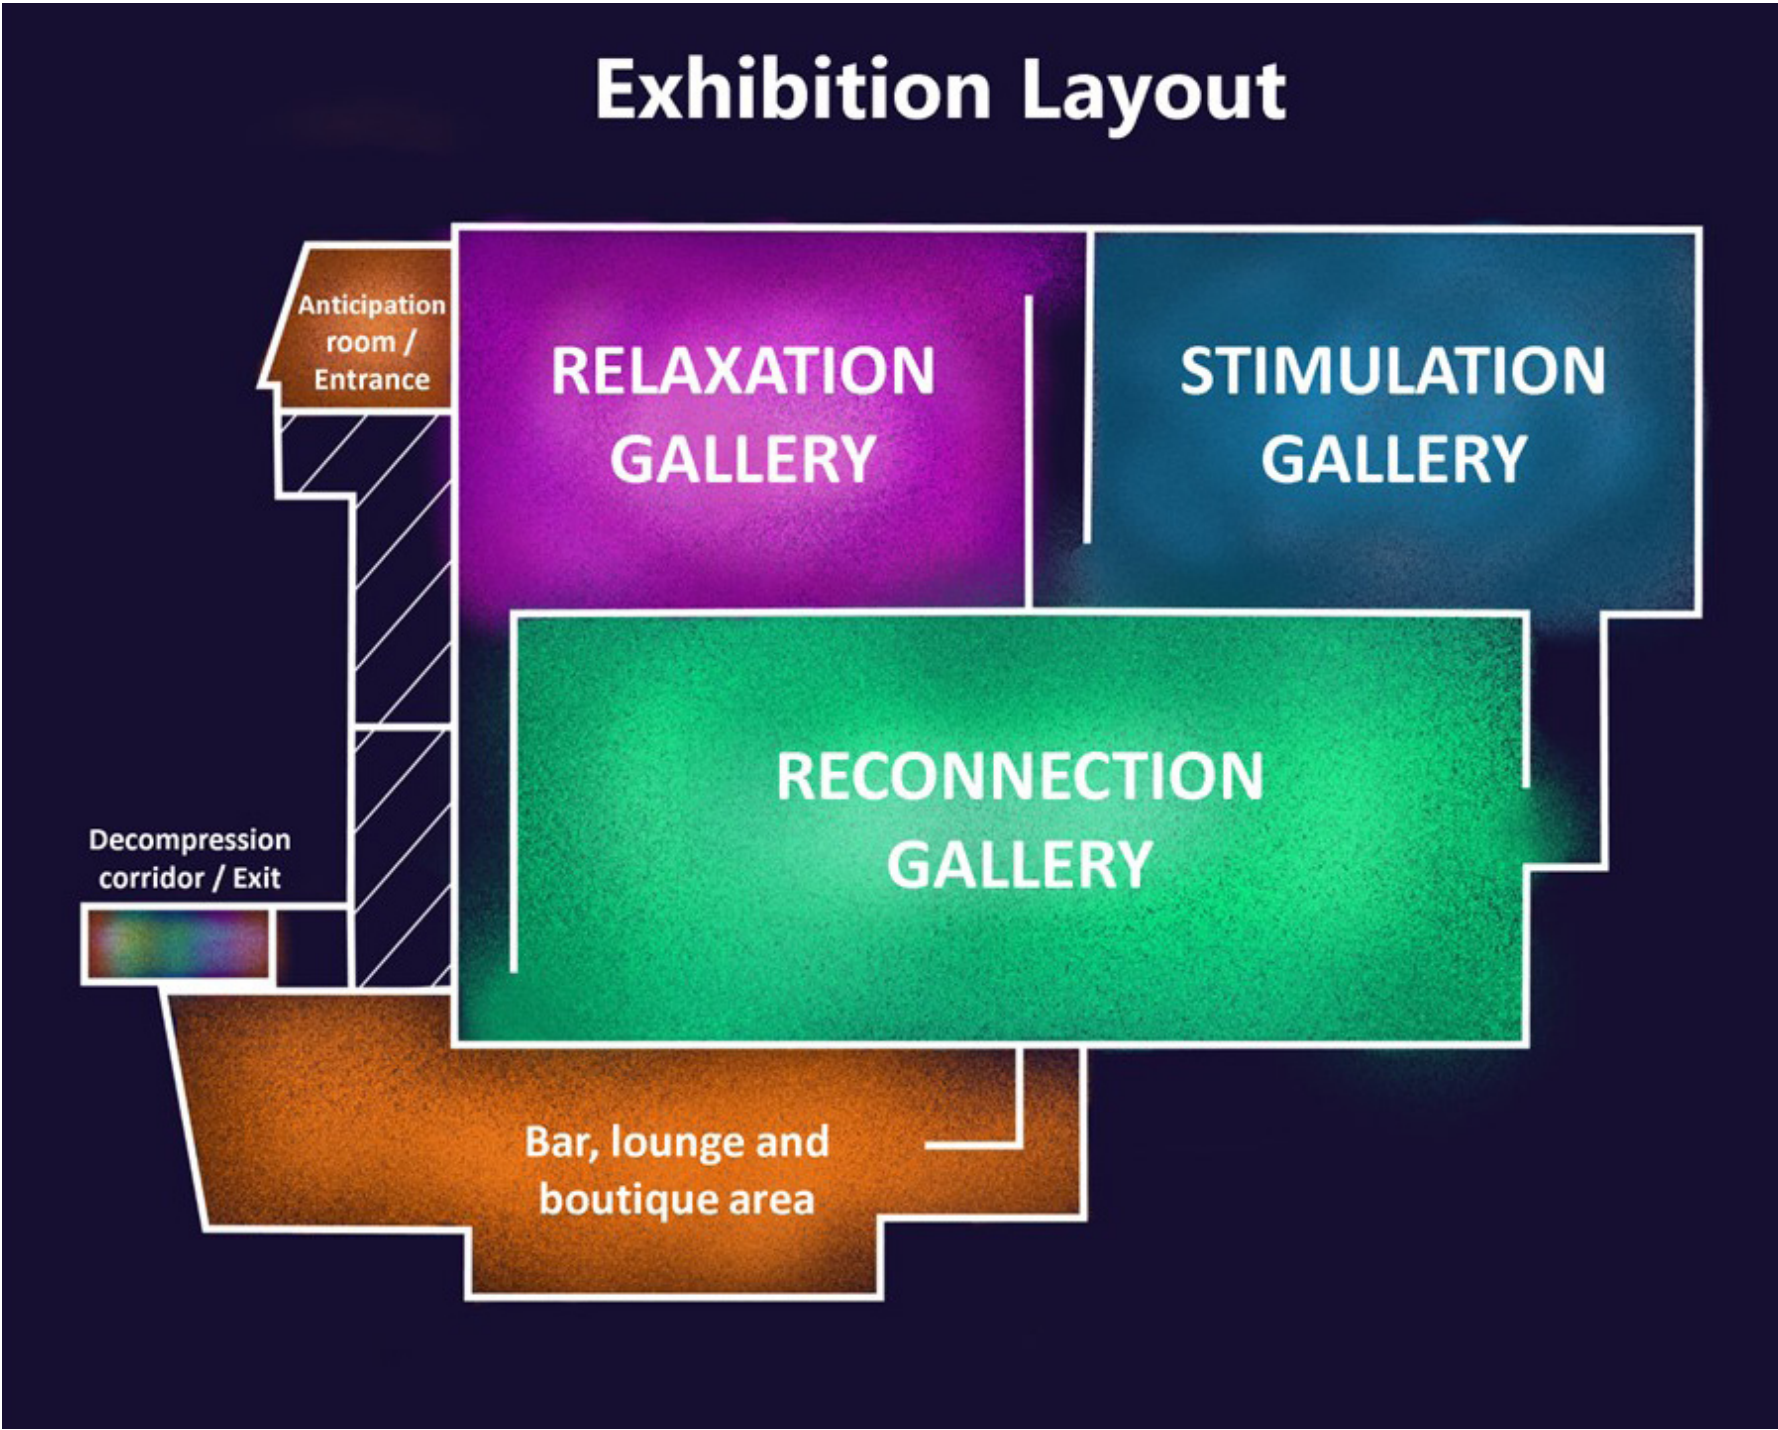 Exhibition Layout
Anticipation
room /
Entrance
RELAXATION
GALLERY
STIMULATION
GALLERY
RECONNECTION
GALLERY
Decompression
corridor / Exit
Bar, lounge and
boutique area